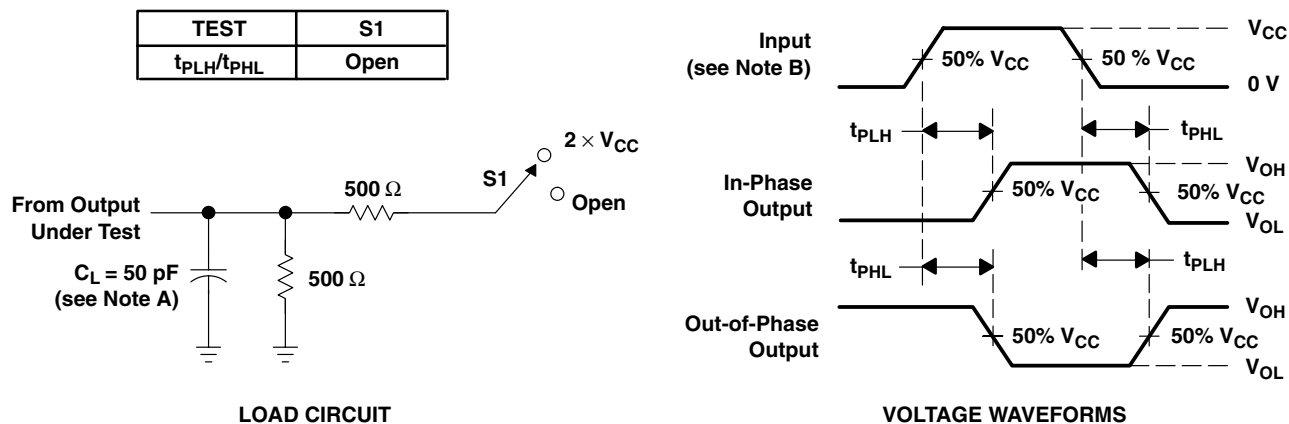 TEST S1
tPLH/tPHL Open
2 × VCC
S1
Open
500 Ω
From Output
Under Test
CL = 50 pF
(see Note A)
500 Ω
LOAD CIRCUIT
Input
(see Note B)
50% VCC
50 % VCC
VCC
0 V
tPLH
tPHL
In-Phase
Output
50% VCC
50% VCC
VOH
VOL
tPHL
tPLH
Out-of-Phase
Output
50% VCC
50% VCC
VOH
VOL
VOLTAGE WAVEFORMS